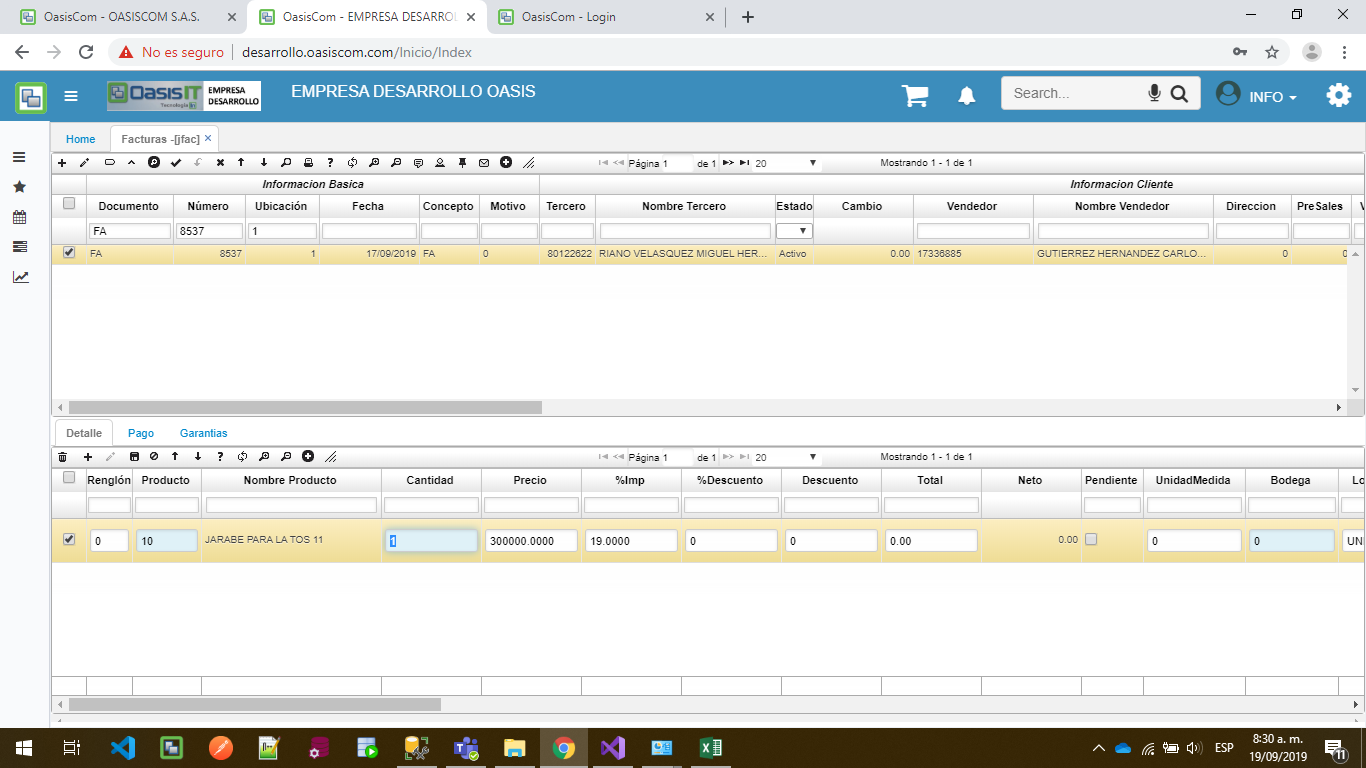 OasisCom - OASISCOM S.A.S.
OasisCom - EMPRESA DESARROL
OasisCom - Login
No es seguro
desarrollo.oasiscom.com/Inicio/Index
OasisIT
Tecnología
EMPRESA
DESARROLLO
EMPRESA DESARROLLO OASIS
Search...
INFO
Home
Facturas -[jfac]
Página 1 de 1 20
Mostrando 1 - 1 de 1
Informacion Basica Informacion Cliente
Documento Número Ubicación Fecha Concepto Motivo Tercero Nombre Tercero Estado Cambio Vendedor Nombre Vendedor Direccion PreSales V
FA 8537 1
FA 8537 1 17/09/2019 FA 0 80122622 RIANO VELASQUEZ MIGUEL HER... Activo 0.00 17336885 GUTIERREZ HERNANDEZ CARLO... 0 0
Detalle Pago Garantias
Página 1 de 1 20
Mostrando 1 - 1 de 1
Renglón Producto Nombre Producto Cantidad Precio %Imp %Descuento Descuento Total Neto Pendiente UnidadMedida Bodega Lo
0 10 JARABE PARA LA TOS 11 1 300000.0000 19.0000 0 0 0.00 0.00 0 0 UN
ESP
8:30 a. m.
19/09/2019
11